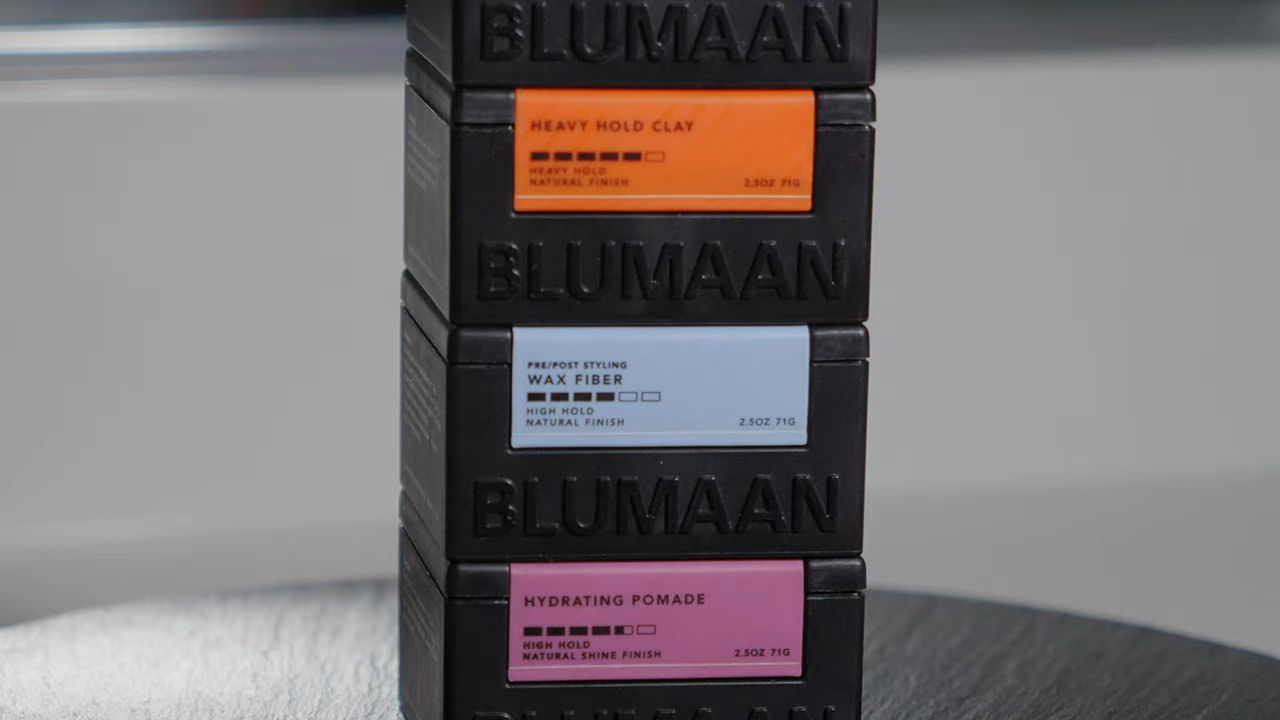 BLUMAAN
HEAVY HOLD CLAY
HEAVY HOLD
NATURAL FINISH
2.5OZ 71G
BLUMAAN
PRE/POST STYLING
WAX FIBER
HIGH HOLD
NATURAL FINISH
2.5OZ 71G
BLUMAAN
HYDRATING POMADE
HIGH HOLD
NATURAL SHINE FINISH
2.5OZ 71G
BLUMAAN